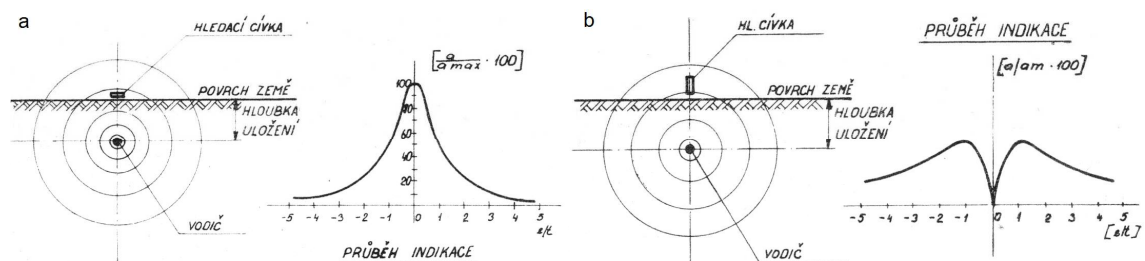 a
HLEDACÍ CÍVKA
POVRCH ZEMĚ
HLOUBKA
ULOŽENÍ
VODIČ
[a/a max · 100]
100
80
60
40
20
-5 -4 -3 -2 -1 0 1 2 3 4 5
s/t
PRŮBĚH INDIKACE
b
HL. CÍVKA
POVRCH ZEMĚ
HLOUBKA
ULOŽENÍ
VODIČ
PRŮBĚH INDIKACE
[a/am · 100]
-5 -4 -3 -2 -1 0 1 2 3 4 5
[s/t]